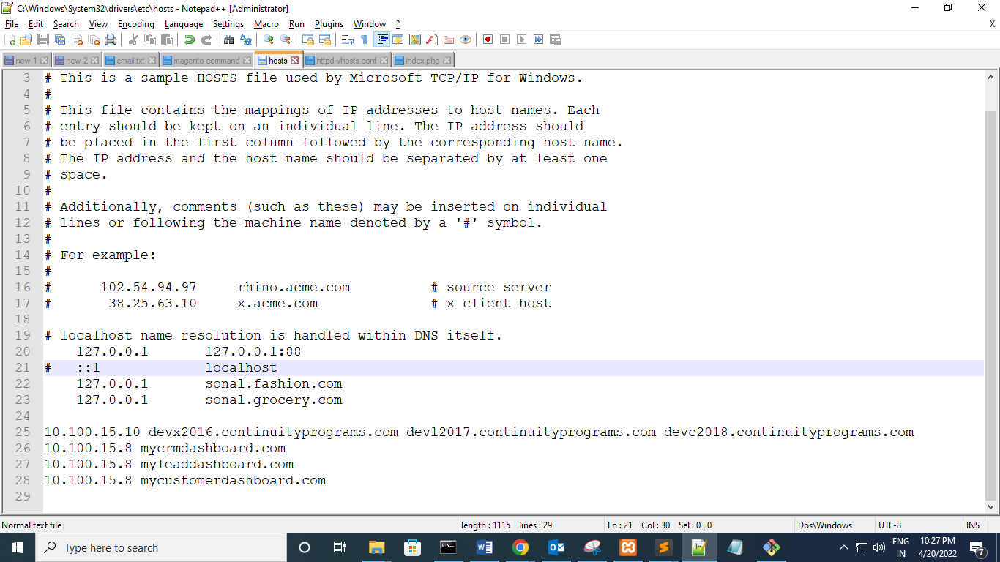 C:\Windows\System32\drivers\etc\hosts - Notepad++ [Administrator]
File Edit Search View Encoding Language Settings Macro Run Plugins Window ? X
new 1 new 2 email.txt magento command hosts httpd-vhosts.conf index.php
3 # This is a sample HOSTS file used by Microsoft TCP/IP for Windows.
4 #
5 # This file contains the mappings of IP addresses to host names. Each
6 # entry should be kept on an individual line. The IP address should
7 # be placed in the first column followed by the corresponding host name.
8 # The IP address and the host name should be separated by at least one
9 # space.
10 #
11 # Additionally, comments (such as these) may be inserted on individual
12 # lines or following the machine name denoted by a '#' symbol.
13 #
14 # For example:
15 #
16 #      102.54.94.97     rhino.acme.com          # source server
17 #       38.25.63.10     x.acme.com              # x client host
18
19 # localhost name resolution is handled within DNS itself.
20     127.0.0.1       127.0.0.1:88
21 #   ::1             localhost
22     127.0.0.1       sonal.fashion.com
23     127.0.0.1       sonal.grocery.com
24
25 10.100.15.10 devx2016.continuityprograms.com devl2017.continuityprograms.com devc2018.continuityprograms.com
26 10.100.15.8 mycrmdashboard.com
27 10.100.15.8 myleaddashboard.com
28 10.100.15.8 mycustomerdashboard.com
29
Normal text file length : 1115 lines : 29 Ln : 21 Col : 30 Sel : 0 | 0 Dos\Windows UTF-8 INS
Type here to search
ENG
IN
10:27 PM
4/20/2022
7